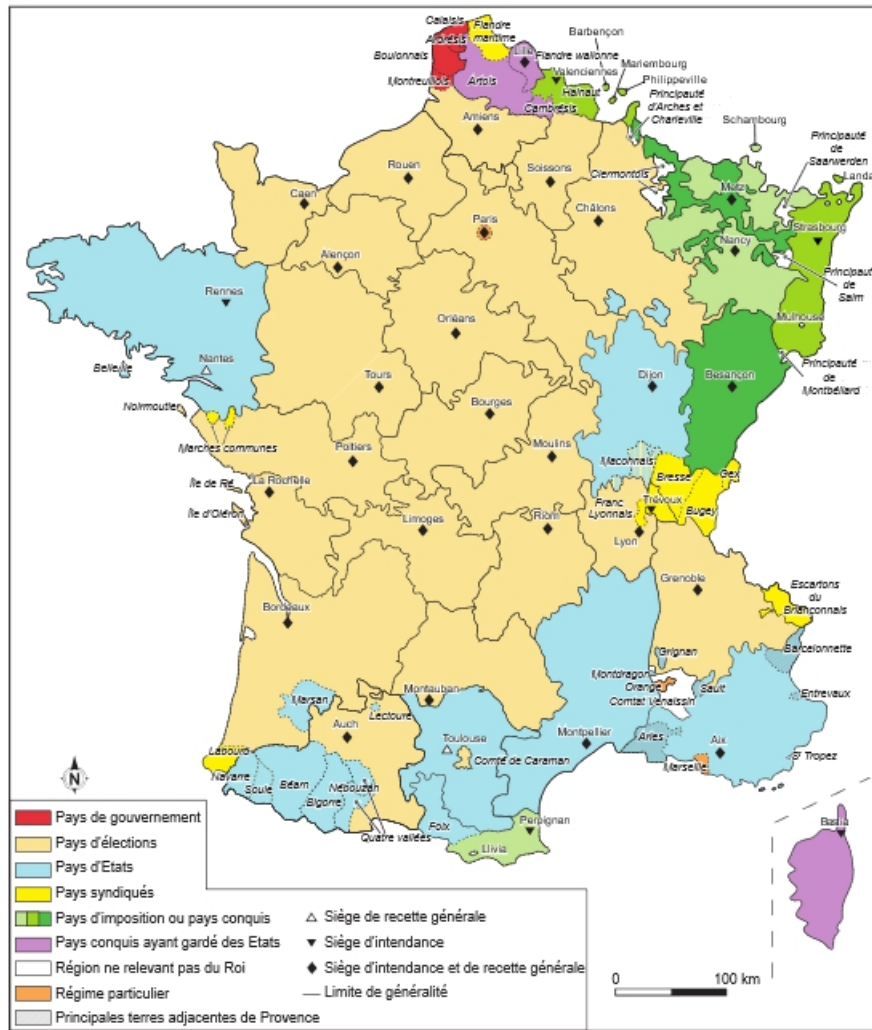 Calaisis
Ardrésis
Boulonnais
Montreuillois
Flandre
maritime
Lille
Flandre wallonne
Artois
Cambrésis
Valenciennes
Hainaut
Barbençon
Mariembourg
Philippeville
Principauté
d'Arches et
Charleville
Schambourg
Principauté
de
Saarwerden
Landau
Amiens
Rouen
Soissons
Clermontois
Metz
Caen
Paris
Châlons
Nancy
Strasbourg
Principauté
de
Salm
Alençon
Rennes
Orléans
Mulhouse
Nantes
Belleile
Tours
Dijon
Besançon
Principauté
de
Montbéliard
Noirmoutier
Bourges
Marches communes
Poitiers
Moulins
Maconnais
Bresse
Gex
Île de Ré
La Rochelle
Franc
Lyonnais
Trévoux
Bugey
Île d'Oléron
Limoges
Riom
Lyon
Grenoble
Escartons
du
Briançonnais
Bordeaux
Barcelonnette
Grignan
Montdragon
Orange
Comtat Venaissin
Sault
Entrevaux
Marsan
Lectoure
Montauban
Auch
Toulouse
Montpellier
Arles
Aix
Labourd
Comté de Caraman
Marseille
St Tropez
Navarre
Soule
Béarn
Bigorre
Nébouzan
Quatre vallées
Foix
Perpignan
Llivia
Bastia
N
Pays de gouvernement
Pays d'élections
Pays d'Etats
Pays syndiqués
Pays d'imposition ou pays conquis
Pays conquis ayant gardé des Etats
Région ne relevant pas du Roi
Régime particulier
Principales terres adjacentes de Provence
Siège de recette générale
Siège d'intendance
Siège d'intendance et de recette générale
Limite de généralité
0 100 km